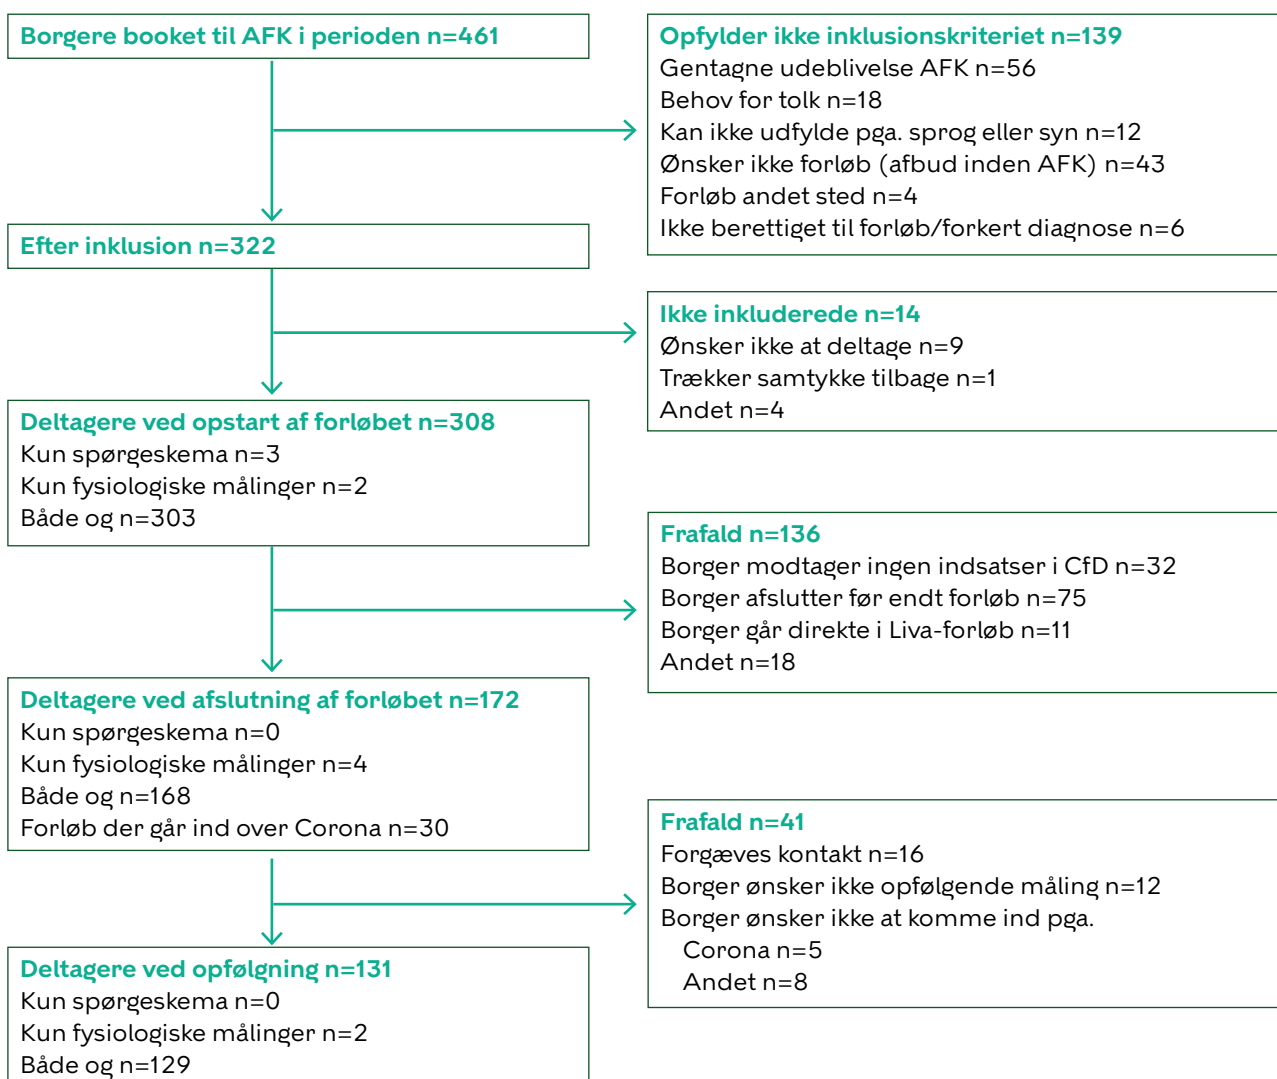 Borgere booket til AFK i perioden n=461
Opfylder ikke inklusionskriteriet n=139
Gentagne udeblivelse AFK n=56
Behov for tolk n=18
Kan ikke udfylde pga. sprog eller syn n=12
Ønsker ikke forløb (afbud inden AFK) n=43
Forløb andet sted n=4
Ikke berettiget til forløb/forkert diagnose n=6
Efter inklusion n=322
Ikke inkluderede n=14
Ønsker ikke at deltage n=9
Trækker samtykke tilbage n=1
Andet n=4
Deltagere ved opstart af forløbet n=308
Kun spørgeskema n=3
Kun fysiologiske målinger n=2
Både og n=303
Frafald n=136
Borger modtager ingen indsatser i CfD n=32
Borger afslutter før endt forløb n=75
Borger går direkte i Liva-forløb n=11
Andet n=18
Deltagere ved afslutning af forløbet n=172
Kun spørgeskema n=0
Kun fysiologiske målinger n=4
Både og n=168
Forløb der går ind over Corona n=30
Frafald n=41
Forgæves kontakt n=16
Borger ønsker ikke opfølgende måling n=12
Borger ønsker ikke at komme ind pga.
Corona n=5
Andet n=8
Deltagere ved opfølgning n=131
Kun spørgeskema n=0
Kun fysiologiske målinger n=2
Både og n=129